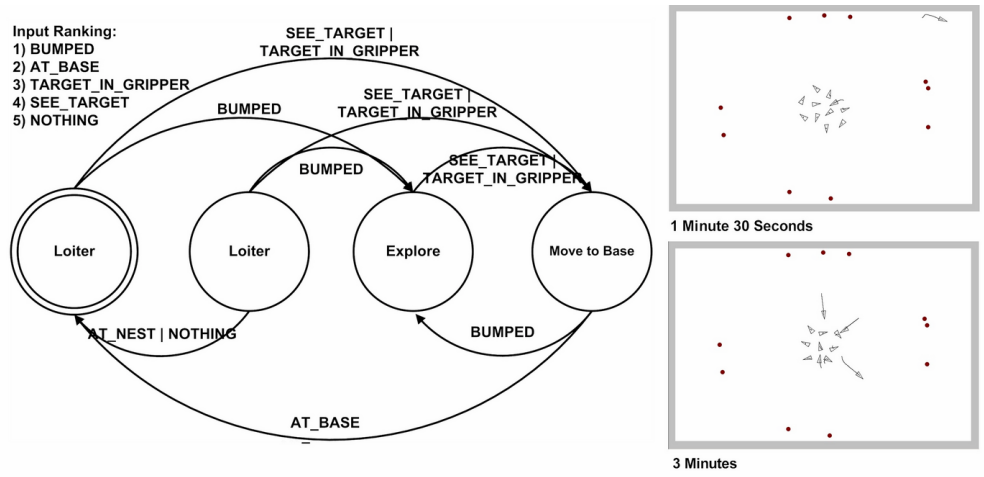 Input Ranking:
1) BUMPED
2) AT_BASE
3) TARGET_IN_GRIPPER
4) SEE_TARGET
5) NOTHING
SEE_TARGET |
TARGET_IN_GRIPPER
BUMPED
SEE_TARGET |
TARGET_IN_GRIPPER
BUMPED
SEE_TARGET |
TARGET_IN_GRIPPER
Loiter
Loiter
Explore
Move to Base
AT_NEST | NOTHING
BUMPED
AT_BASE
1 Minute 30 Seconds
3 Minutes